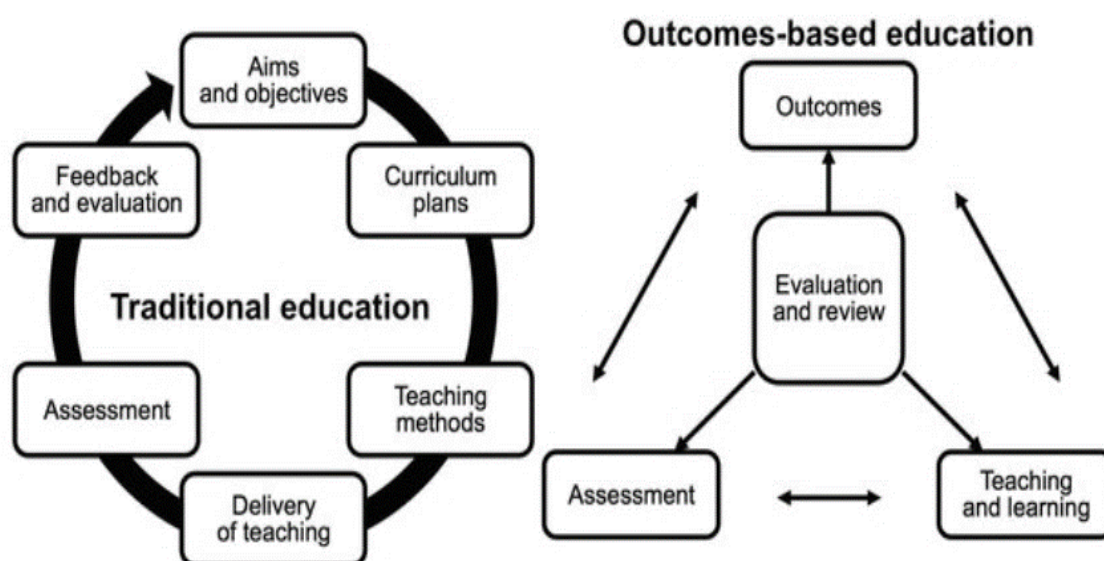 Outcomes-based education
Aims
and objectives
Curriculum
plans
Teaching
methods
Delivery
of teaching
Assessment
Feedback
and evaluation
Traditional education
Outcomes
Evaluation
and review
Assessment
Teaching
and learning